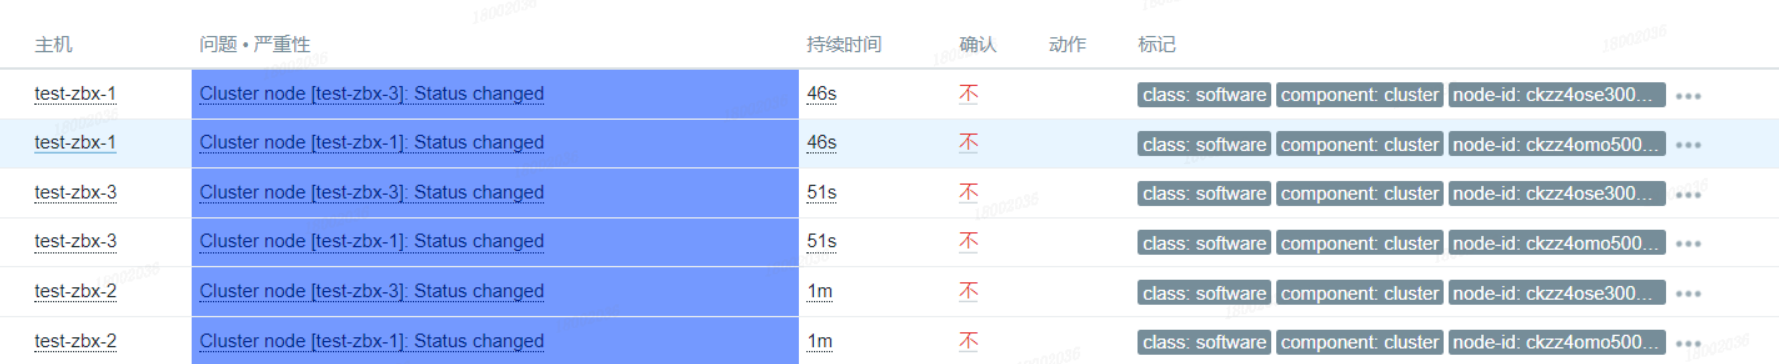 主机 问题 • 严重性 持续时间 确认 动作 标记
test-zbx-1 Cluster node [test-zbx-3]: Status changed 46s 不 class: software component: cluster node-id: ckzz4ose300... •••
test-zbx-1 Cluster node [test-zbx-1]: Status changed 46s 不 class: software component: cluster node-id: ckzz4omo500... •••
test-zbx-3 Cluster node [test-zbx-3]: Status changed 51s 不 class: software component: cluster node-id: ckzz4ose300... •••
test-zbx-3 Cluster node [test-zbx-1]: Status changed 51s 不 class: software component: cluster node-id: ckzz4omo500... •••
test-zbx-2 Cluster node [test-zbx-3]: Status changed 1m 不 class: software component: cluster node-id: ckzz4ose300... •••
test-zbx-2 Cluster node [test-zbx-1]: Status changed 1m 不 class: software component: cluster node-id: ckzz4omo500... •••